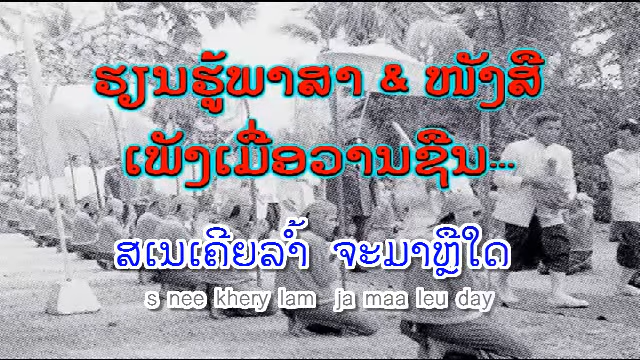 ຮຽນຮູ້ພາສາ & ໜັງສື
ເພັງເມື່ອວານຊືນ...
ສເນເຄີຍລ້ຳ ຈະມາຫຼືໃດ
s nee khery lam ja maa leu day